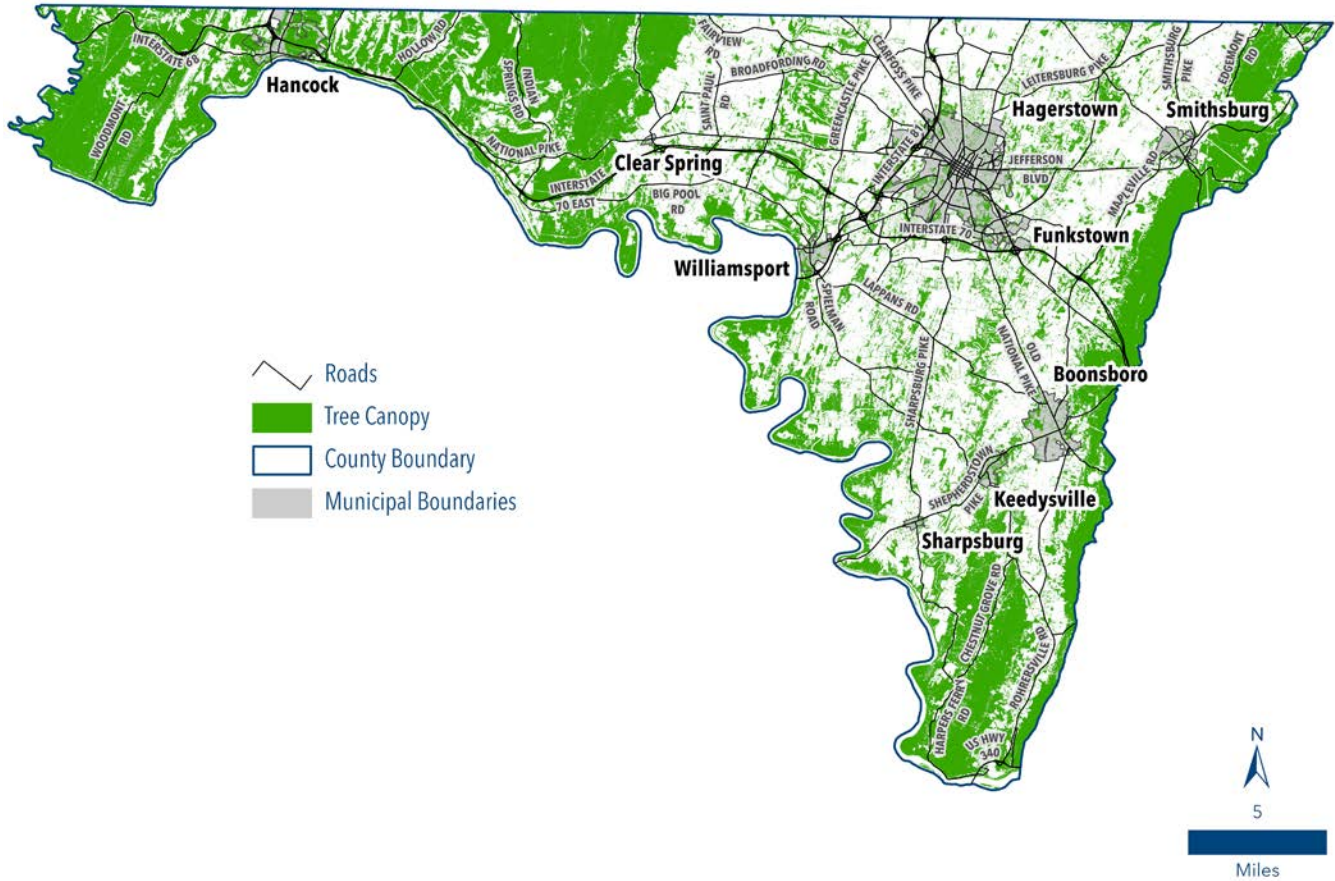 INTERSTATE 68
HOLLOW RD
Hancock
WOODMONT
RD
INDIAN
SPRINGS RD
NATIONAL PIKE
FAIRVIEW
RD
SAINT PAUL
RD
BROADFORDING RD
GREENCASTLE PIKE
CLEARFOSS PIKE
LEITERSBURG PIKE
SMITHSBURG
PIKE
EDGEMONT
RD
Hagerstown
Smithsburg
Clear Spring
INTERSTATE 81
JEFFERSON
BLVD
MAPLEVILLE RD
INTERSTATE
70 EAST
BIG POOL
RD
INTERSTATE 70
Funkstown
Williamsport
SPIELMAN
ROAD
LAPPANS RD
SHARPSBURG PIKE
OLD
NATIONAL PIKE
Boonsboro
Roads
Tree Canopy
County Boundary
Municipal Boundaries
SHEPHERDSTOWN
PIKE
Keedysville
Sharpsburg
CHESTNUT GROVE RD
ROHRERSVILLE RD
HARPERS FERRY
RD
US HWY
340
N
5
Miles